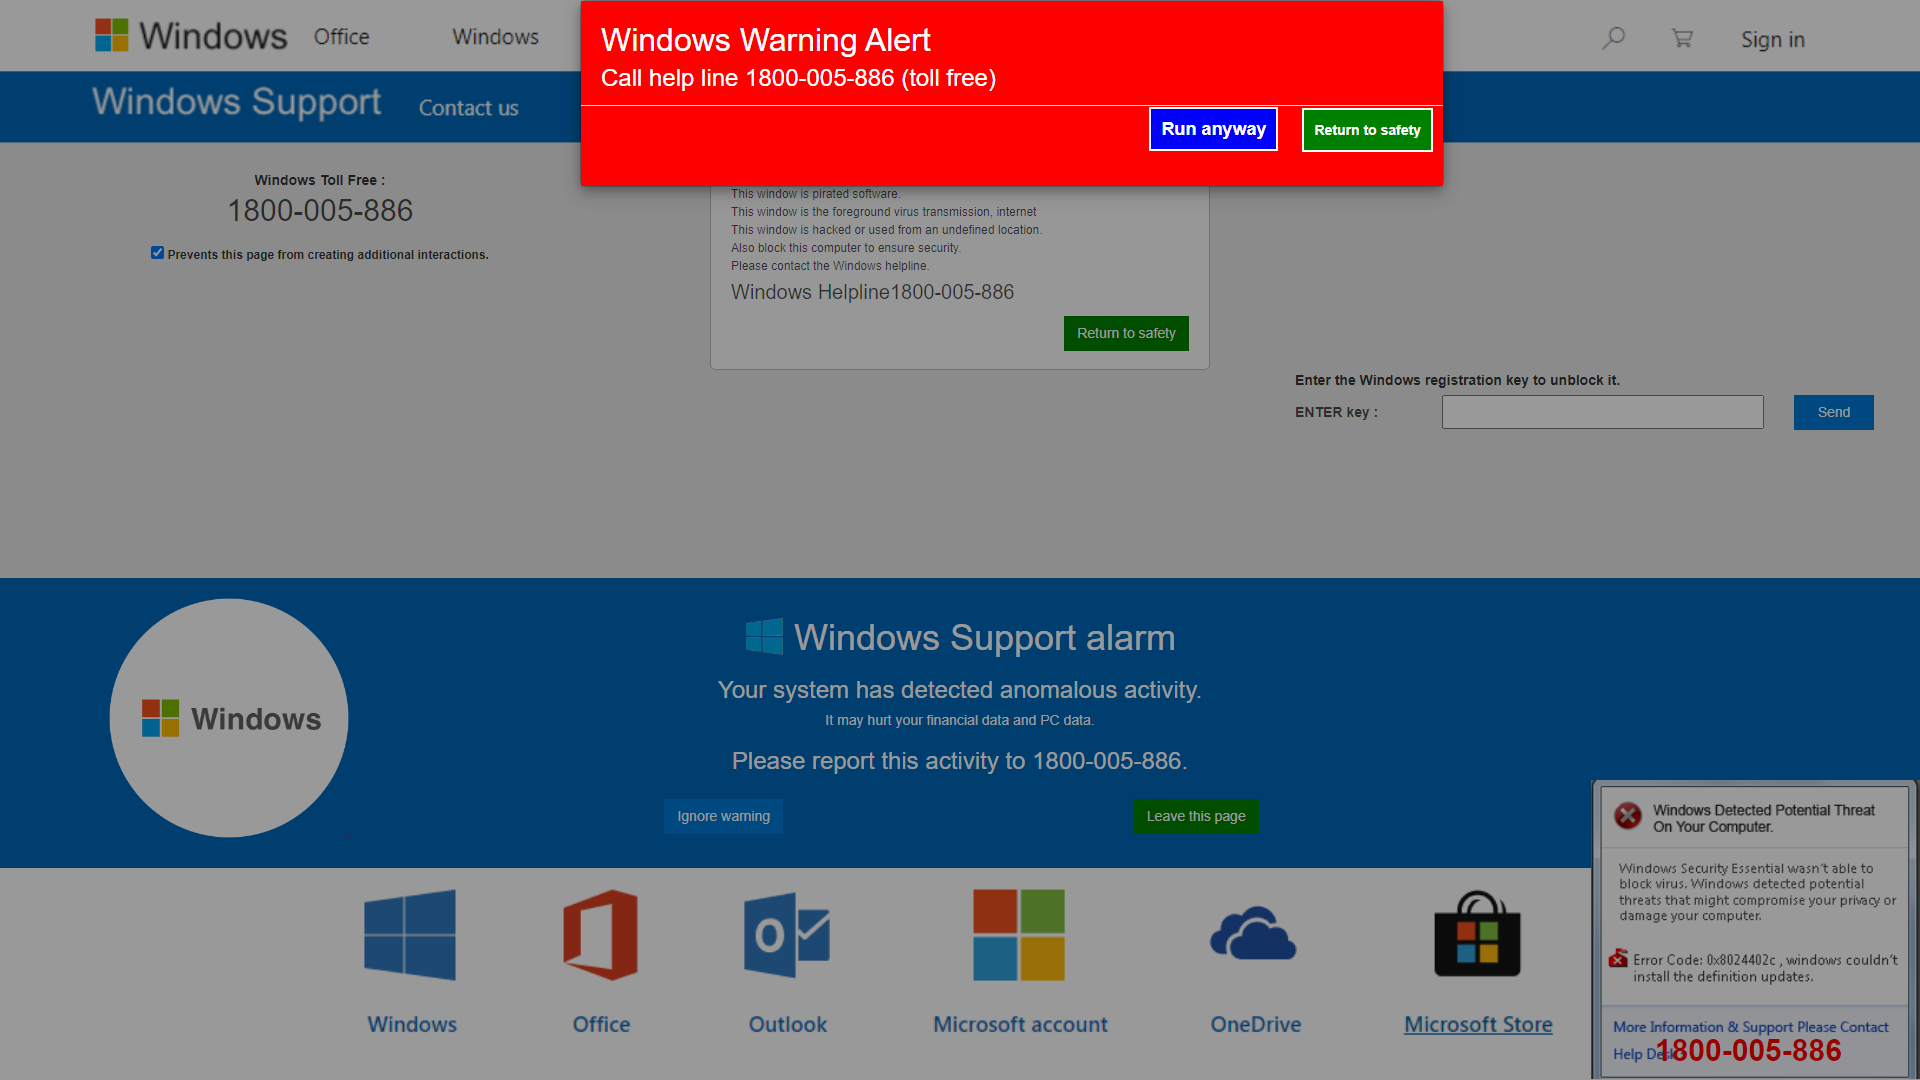 Windows
Office
Windows
Sign in
Windows Warning Alert
Call help line 1800-005-886 (toll free)
Run anyway
Return to safety
Windows Support
Contact us
Windows Toll Free :
1800-005-886
Prevents this page from creating additional interactions.
This window is pirated software.
This window is the foreground virus transmission, internet
This window is hacked or used from an undefined location.
Also block this computer to ensure security.
Please contact the Windows helpline.
Windows Helpline1800-005-886
Return to safety
Enter the Windows registration key to unblock it.
ENTER key :
Send
Windows
Windows Support alarm
Your system has detected anomalous activity.
It may hurt your financial data and PC data.
Please report this activity to 1800-005-886.
Ignore warning
Leave this page
Windows
Office
Outlook
Microsoft account
OneDrive
Microsoft Store
Windows Detected Potential Threat
On Your Computer.
Windows Security Essential wasn't able to
block virus. Windows detected potential
threats that might compromise your privacy or
damage your computer.
Error Code: 0x8024402c , windows couldn't
install the definition updates.
More Information & Support Please Contact
Help Desk
1800-005-886